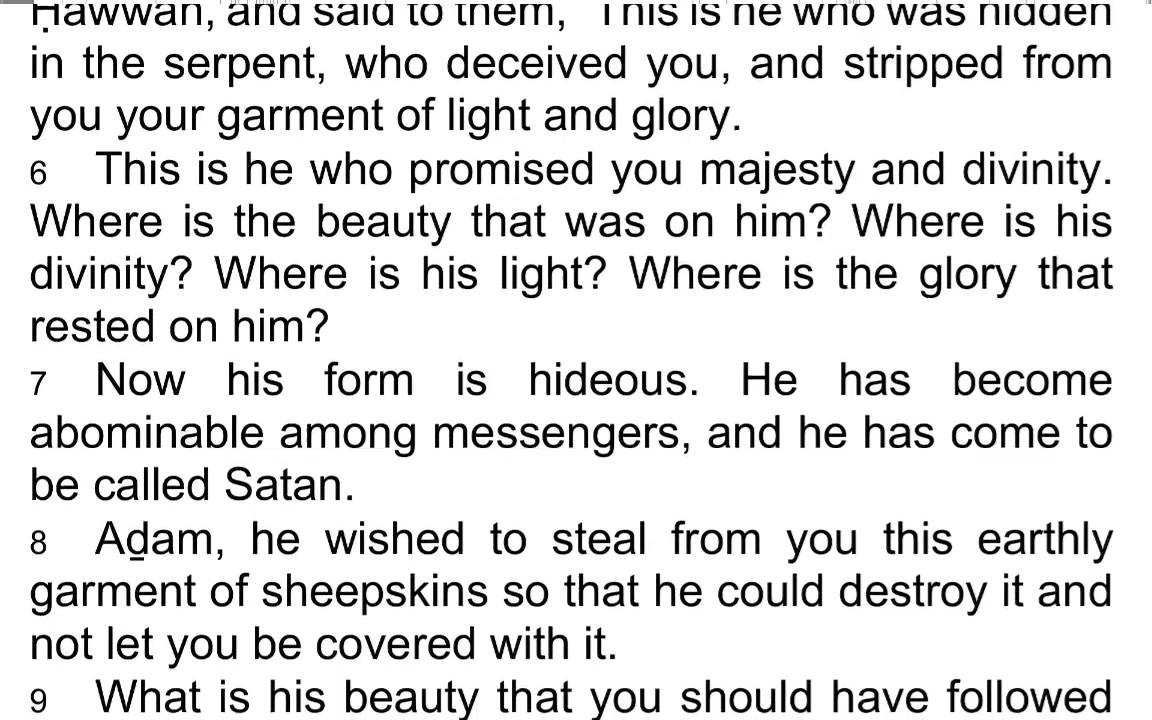 Ḥawwah, and said to them, "This is he who was hidden
in the serpent, who deceived you, and stripped from
you your garment of light and glory.
6 This is he who promised you majesty and divinity.
Where is the beauty that was on him? Where is his
divinity? Where is his light? Where is the glory that
rested on him?
7 Now his form is hideous. He has become
abominable among messengers, and he has come to
be called Satan.
8 Aḏam, he wished to steal from you this earthly
garment of sheepskins so that he could destroy it and
not let you be covered with it.
9 What is his beauty that you should have followed